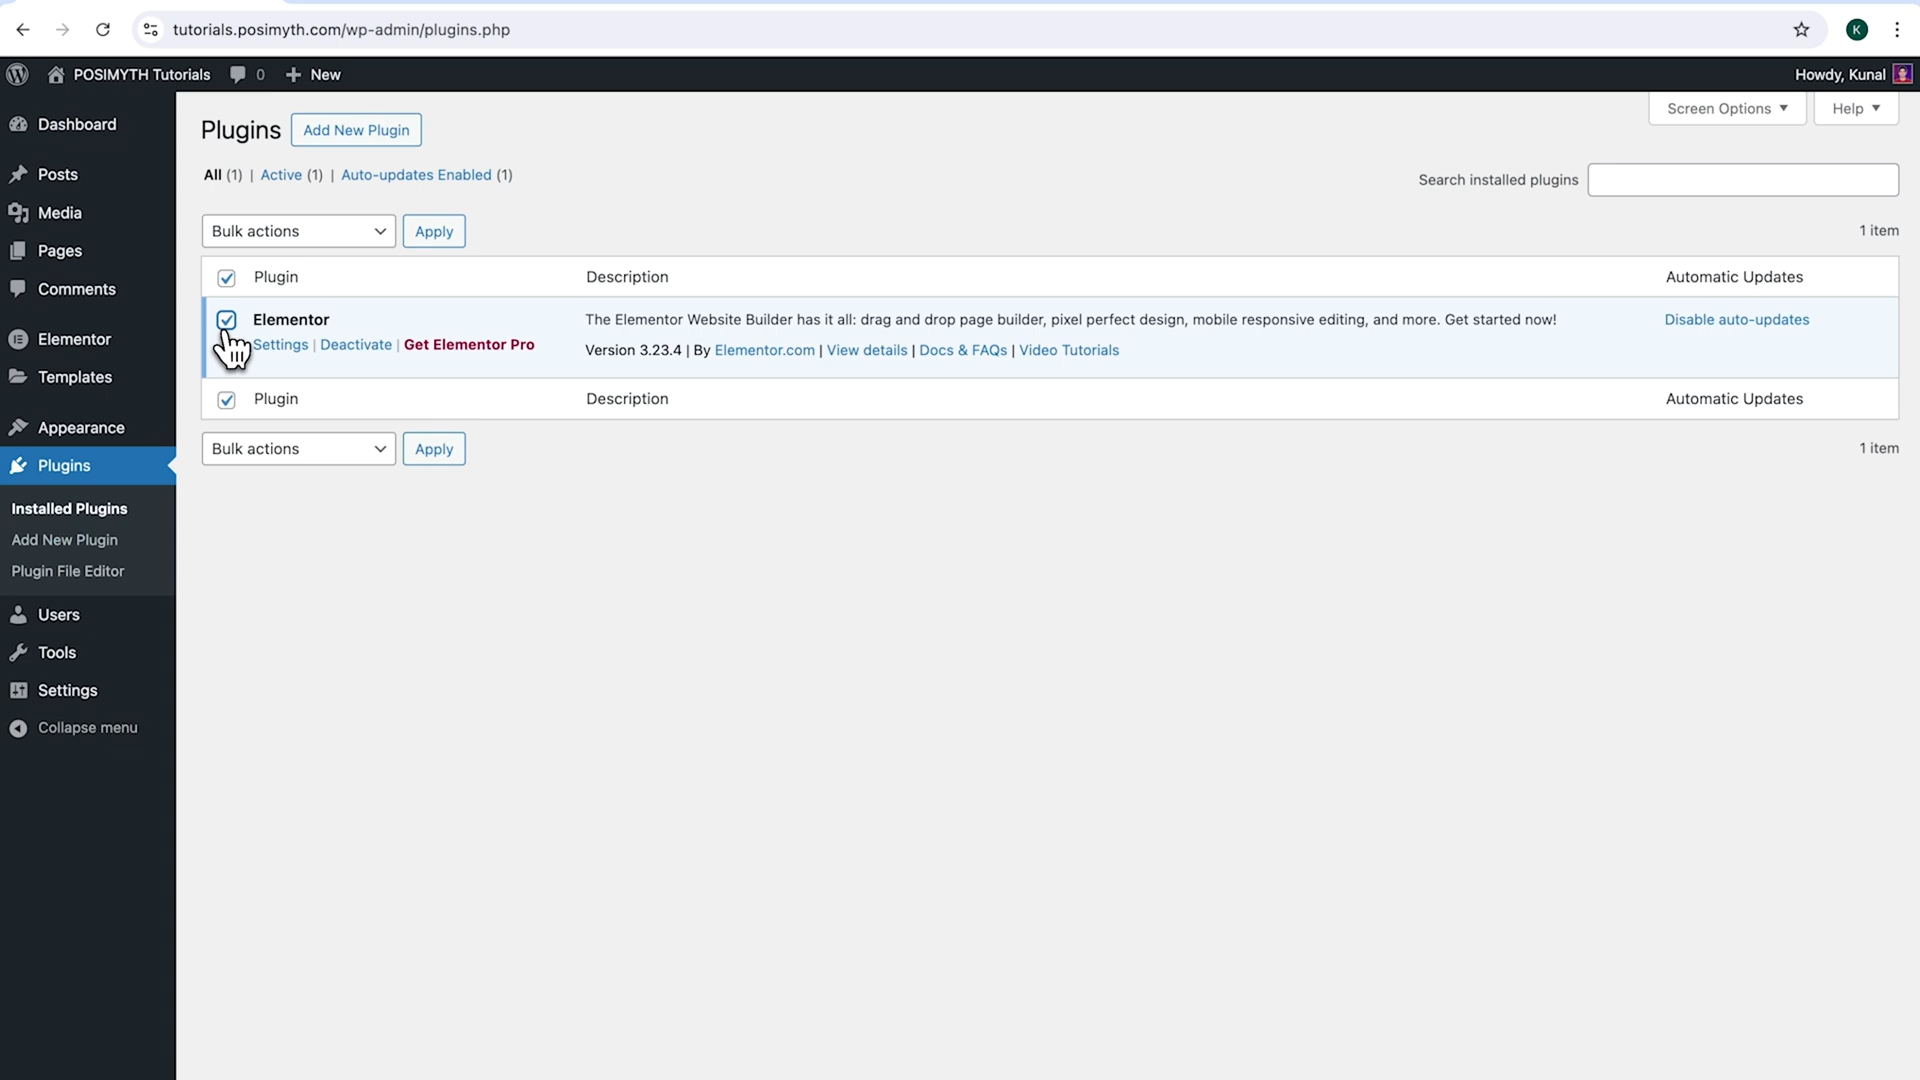 tutorials.posimyth.com/wp-admin/plugins.php
K
POSIMYTH Tutorials 0 New Howdy, Kunal
Screen Options Help
Dashboard
Posts
Media
Pages
Comments
Elementor
Templates
Appearance
Plugins
Installed Plugins
Add New Plugin
Plugin File Editor
Users
Tools
Settings
Collapse menu
Plugins Add New Plugin
All (1) | Active (1) | Auto-updates Enabled (1)
Search installed plugins
Bulk actions Apply 1 item
Plugin Description Automatic Updates
Elementor The Elementor Website Builder has it all: drag and drop page builder, pixel perfect design, mobile responsive editing, and more. Get started now! Disable auto-updates
Settings | Deactivate | Get Elementor Pro Version 3.23.4 | By Elementor.com | View details | Docs & FAQs | Video Tutorials
Plugin Description Automatic Updates
Bulk actions Apply 1 item